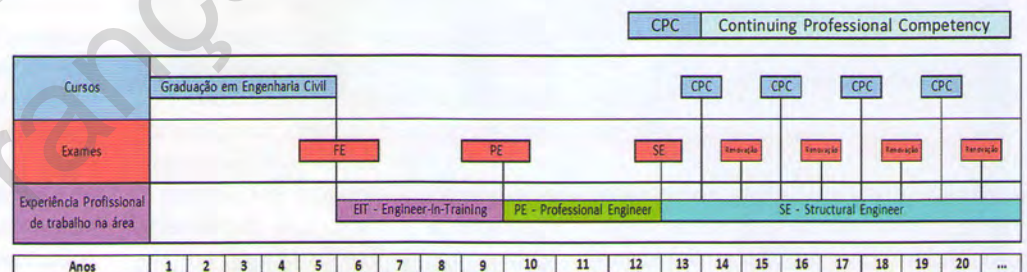 CPC Continuing Professional Competency
Cursos Graduação em Engenharia Civil CPC CPC CPC CPC
Exames FE PE SE Renovação Renovação Renovação Renovação
Experiência Profissional
de trabalho na área
EIT - Engineer-In-Training PE - Professional Engineer SE - Structural Engineer
Anos 1 2 3 4 5 6 7 8 9 10 11 12 13 14 15 16 17 18 19 20 ...